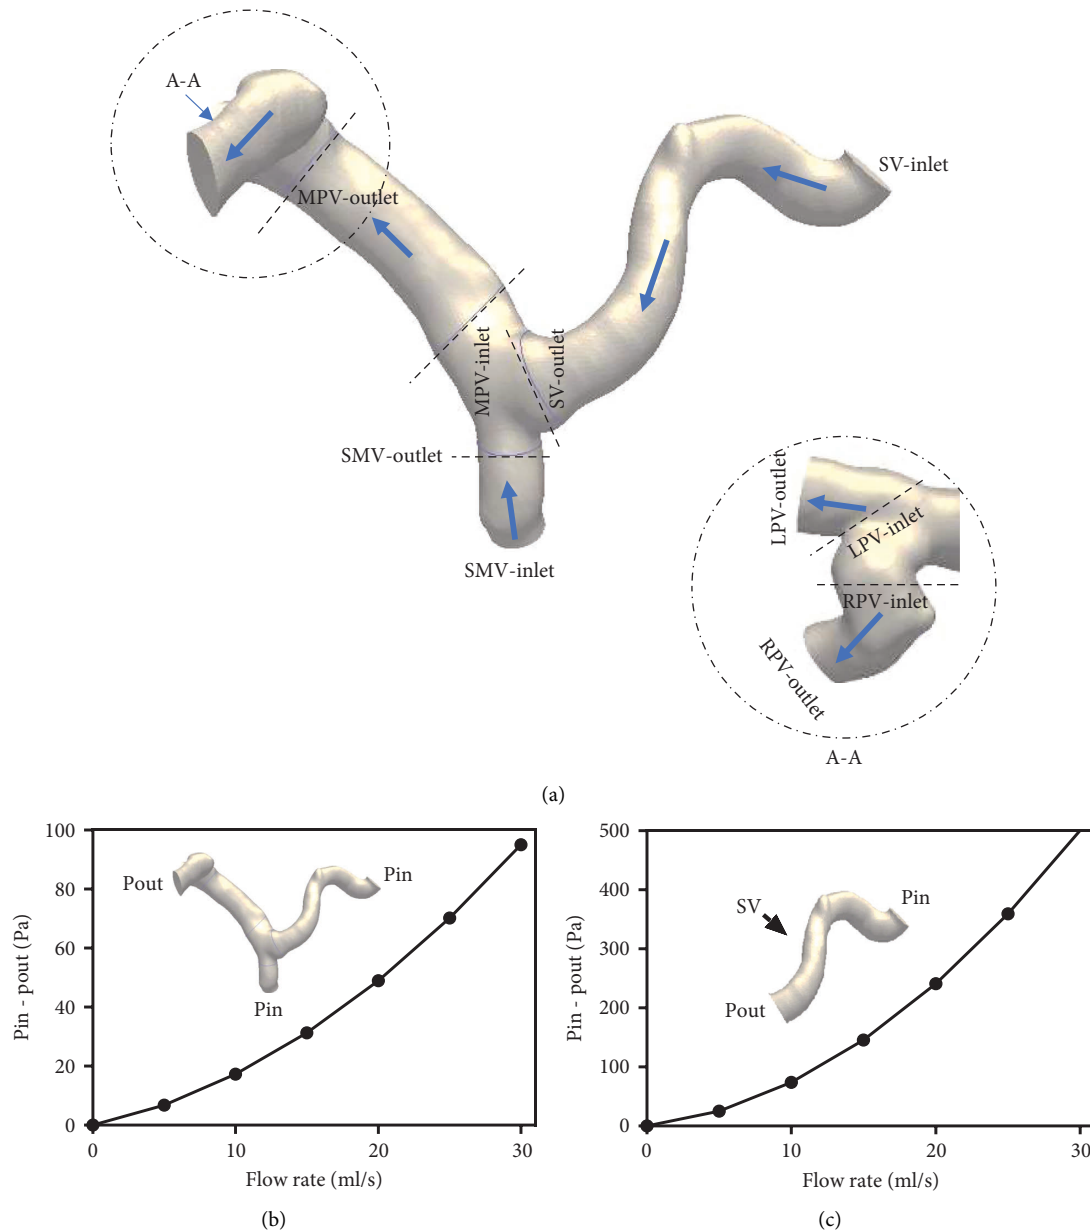 A-A
SV-inlet
MPV-outlet
MPV-inlet
SV-outlet
SMV-outlet
SMV-inlet
LPV-outlet
LPV-inlet
RPV-inlet
RPV-outlet
A-A
(a)
100
80
60
40
20
0
Pin - pout (Pa)
Pout
Pin
Pin
0
10
20
30
Flow rate (ml/s)
(b)
500
400
300
200
100
0
Pin - pout (Pa)
SV
Pin
Pout
0
10
20
30
Flow rate (ml/s)
(c)